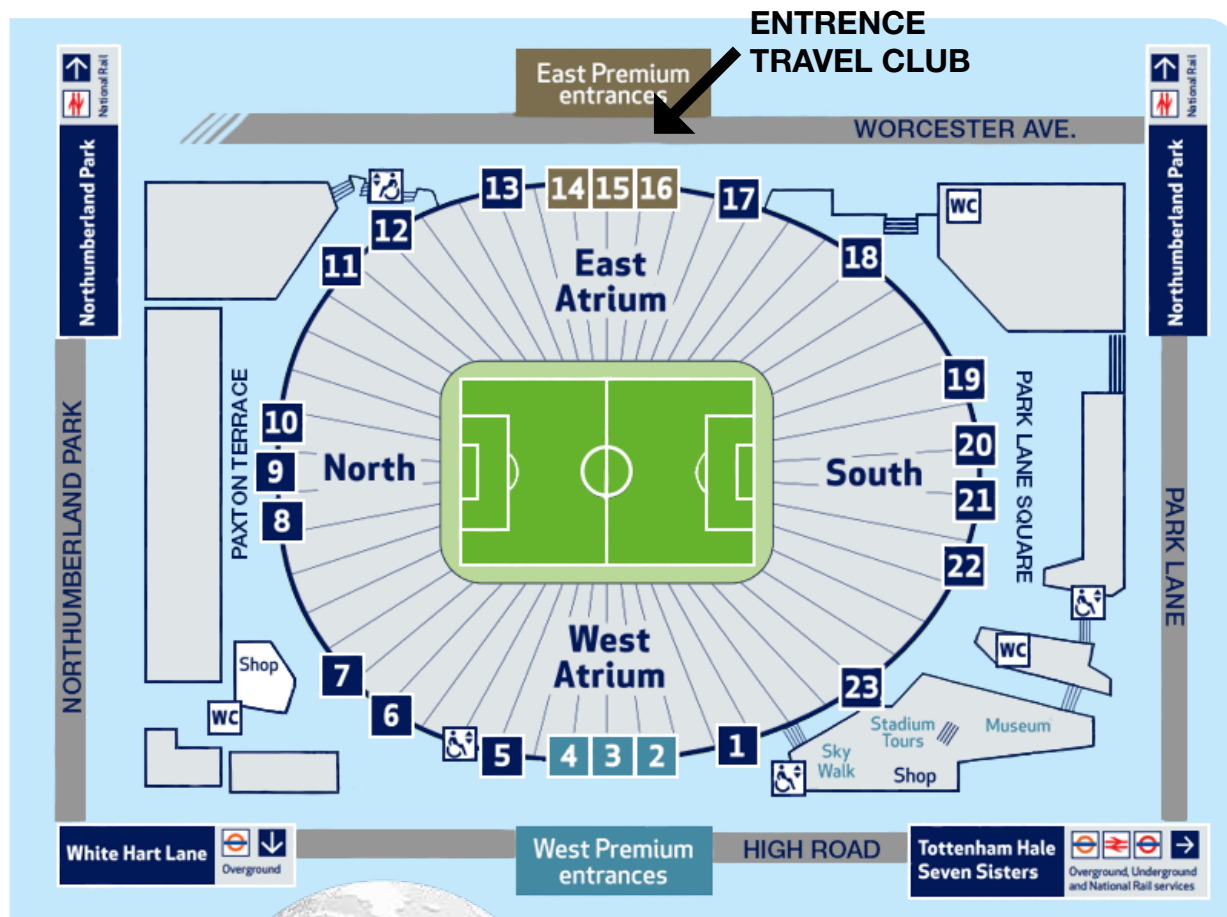 ENTRENCE
TRAVEL CLUB
East Premium
entrances
WORCESTER AVE.
National Rail
Northumberland Park
National Rail
Northumberland Park
13
14
15
16
17
12
11
18
WC
East
Atrium
NORTHUMBERLAND PARK
PAXTON TERRACE
10
9
8
North
South
19
20
21
22
PARK LANE SQUARE
PARK LANE
West
Atrium
Shop
WC
7
6
5
4
3
2
1
23
WC
Stadium
Tours
Museum
Sky
Walk
Shop
White Hart Lane
Overground
West Premium
entrances
HIGH ROAD
Tottenham Hale
Seven Sisters
Overground, Underground
and National Rail services